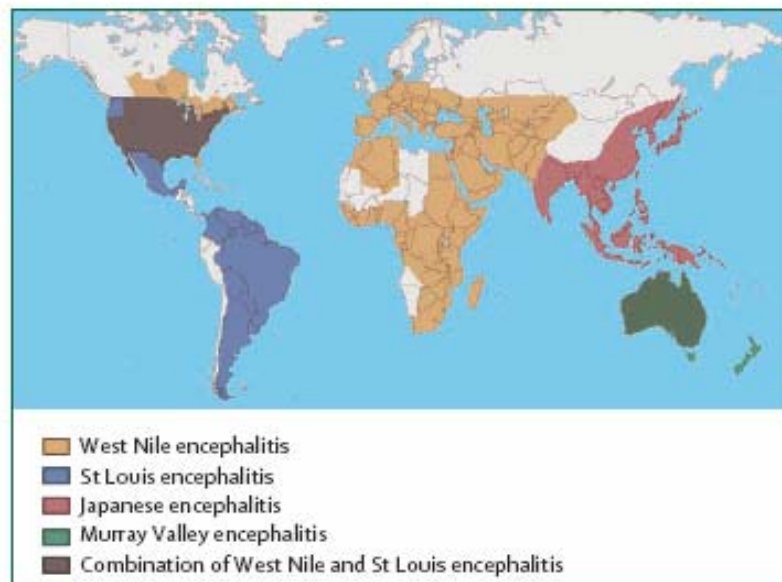 West Nile encephalitis
St Louis encephalitis
Japanese encephalitis
Murray Valley encephalitis
Combination of West Nile and St Louis encephalitis